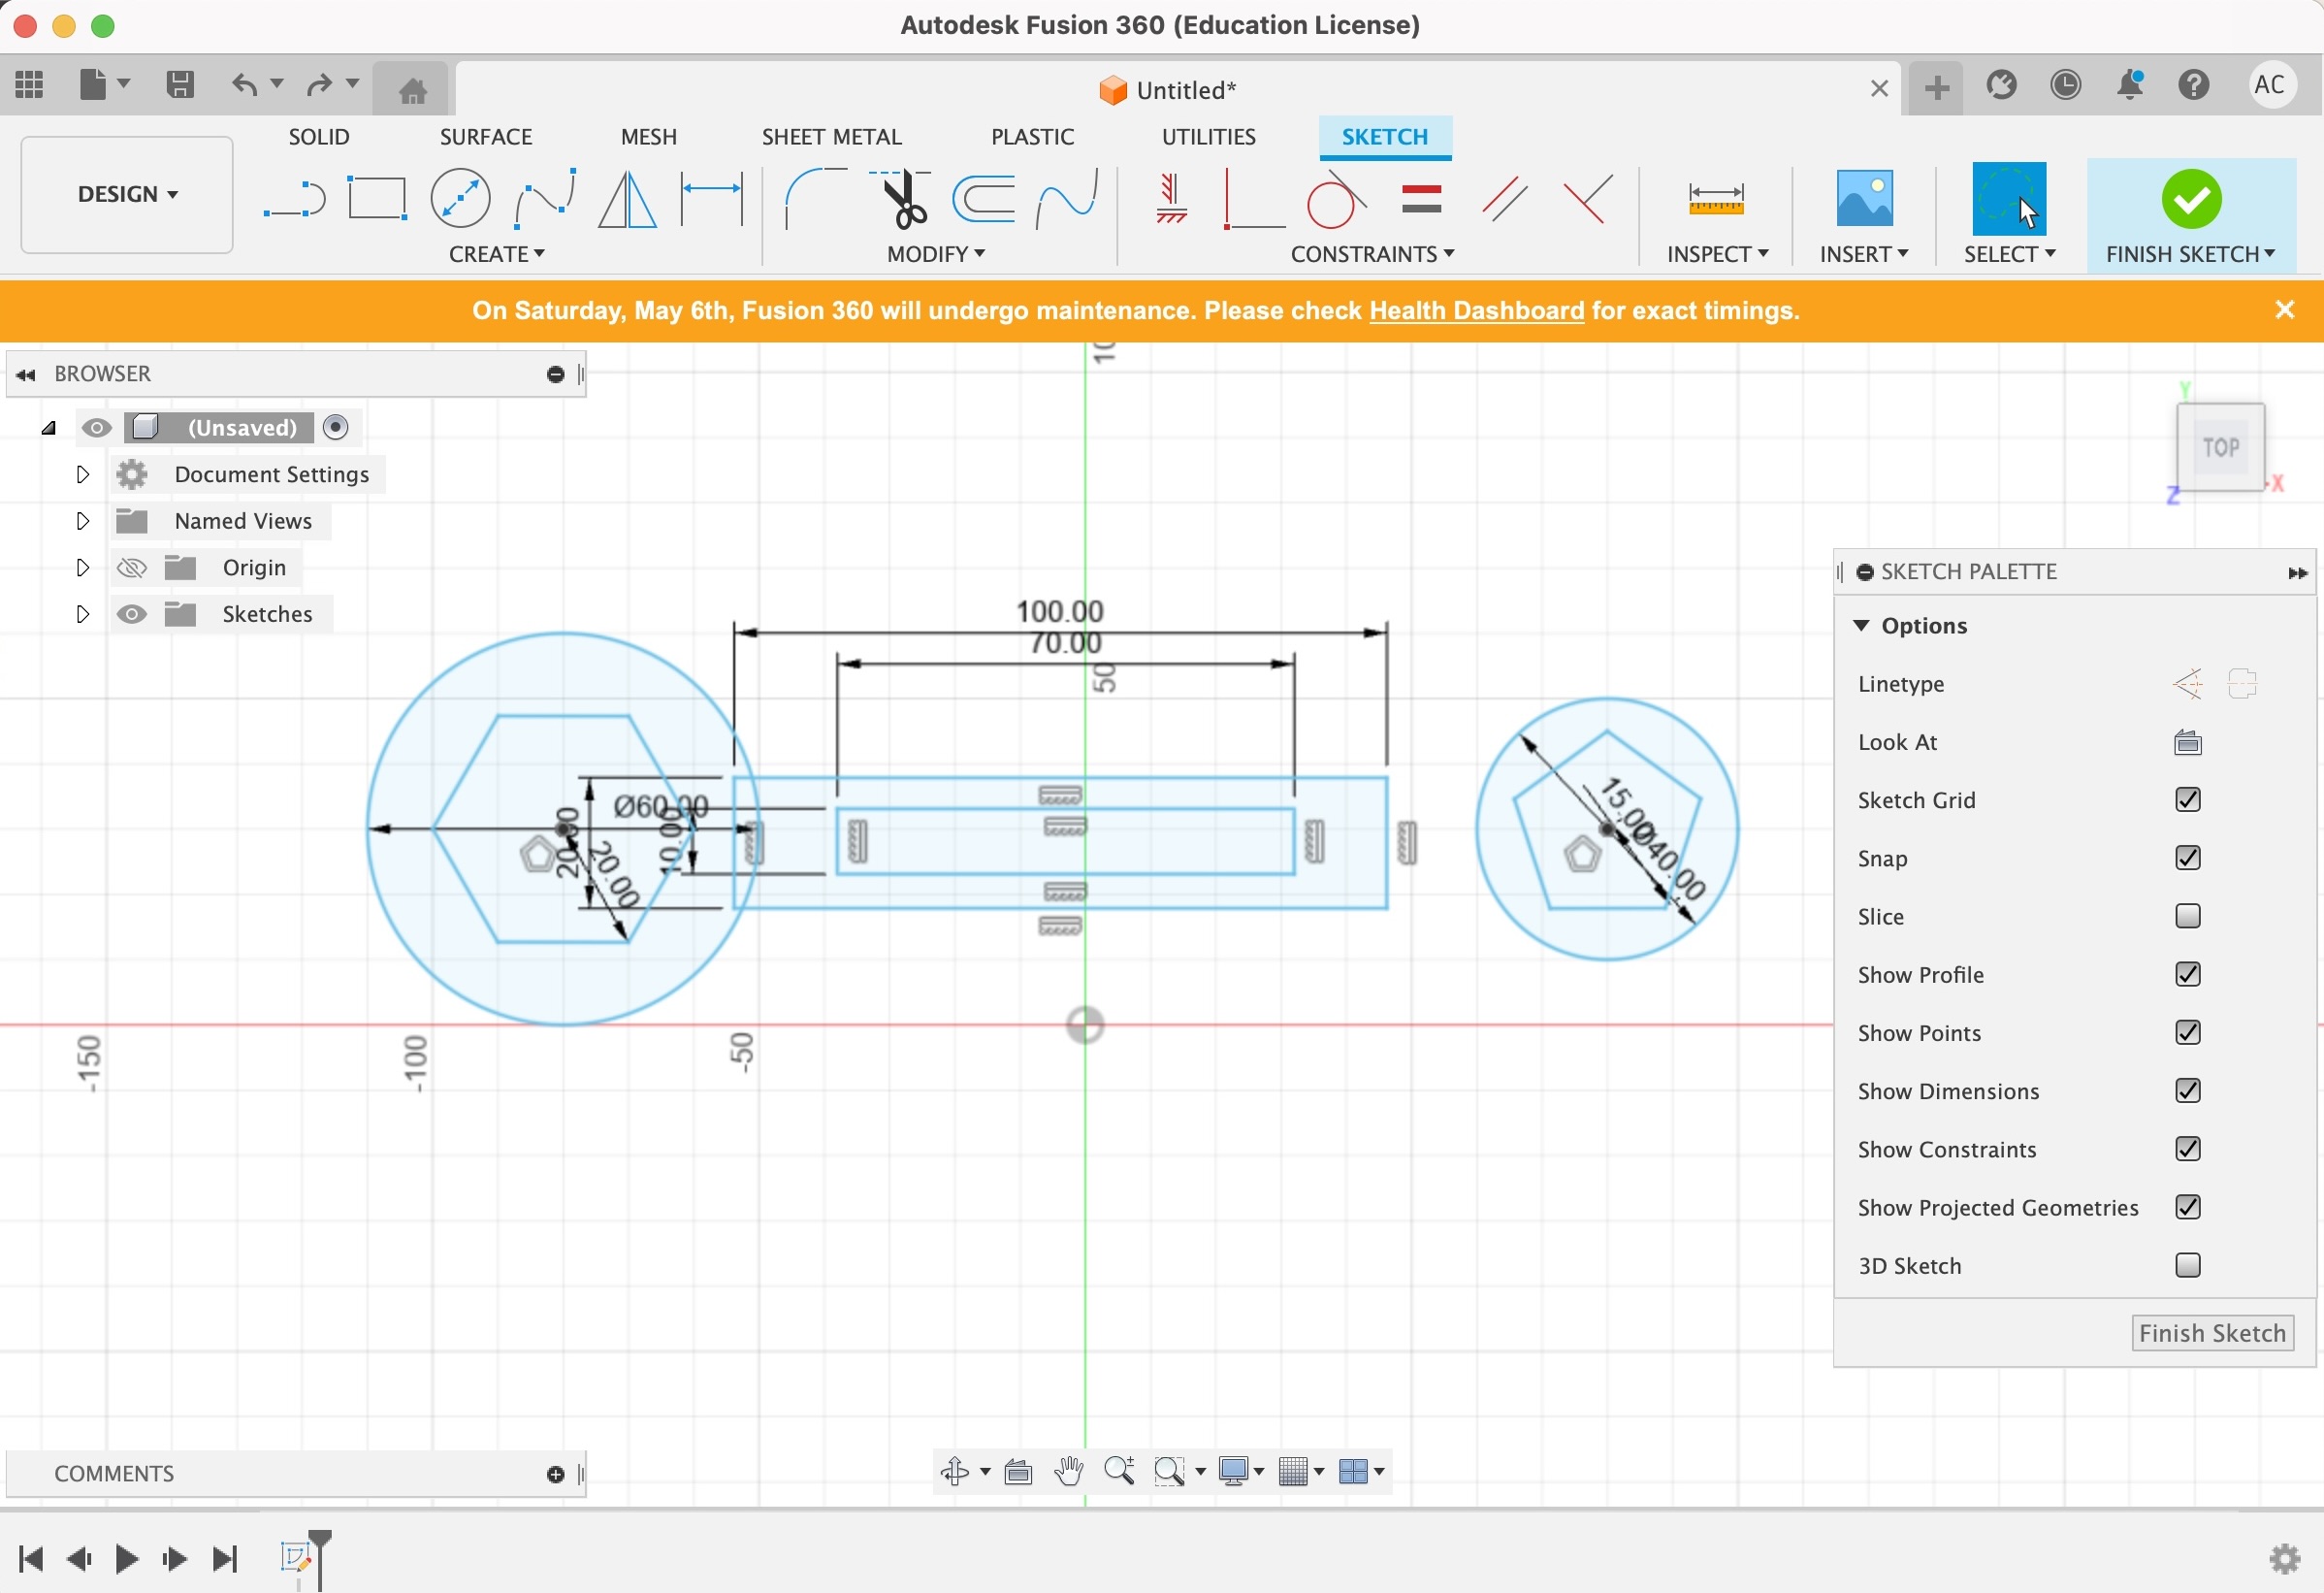 Autodesk Fusion 360 (Education License)
Untitled*
AC
SOLID SURFACE MESH SHEET METAL PLASTIC UTILITIES SKETCH
DESIGN
CREATE MODIFY CONSTRAINTS INSPECT INSERT SELECT FINISH SKETCH
On Saturday, May 6th, Fusion 360 will undergo maintenance. Please check Health Dashboard for exact timings.
BROWSER
(Unsaved)
Document Settings
Named Views
Origin
Sketches
Y
TOP
X
Z
100.00
70.00
50
Ø60.00
20.00
20.00
10.00
15.00
Ø40.00
-150
-100
-50
SKETCH PALETTE
Options
Linetype
Look At
Sketch Grid
Snap
Slice
Show Profile
Show Points
Show Dimensions
Show Constraints
Show Projected Geometries
3D Sketch
Finish Sketch
COMMENTS